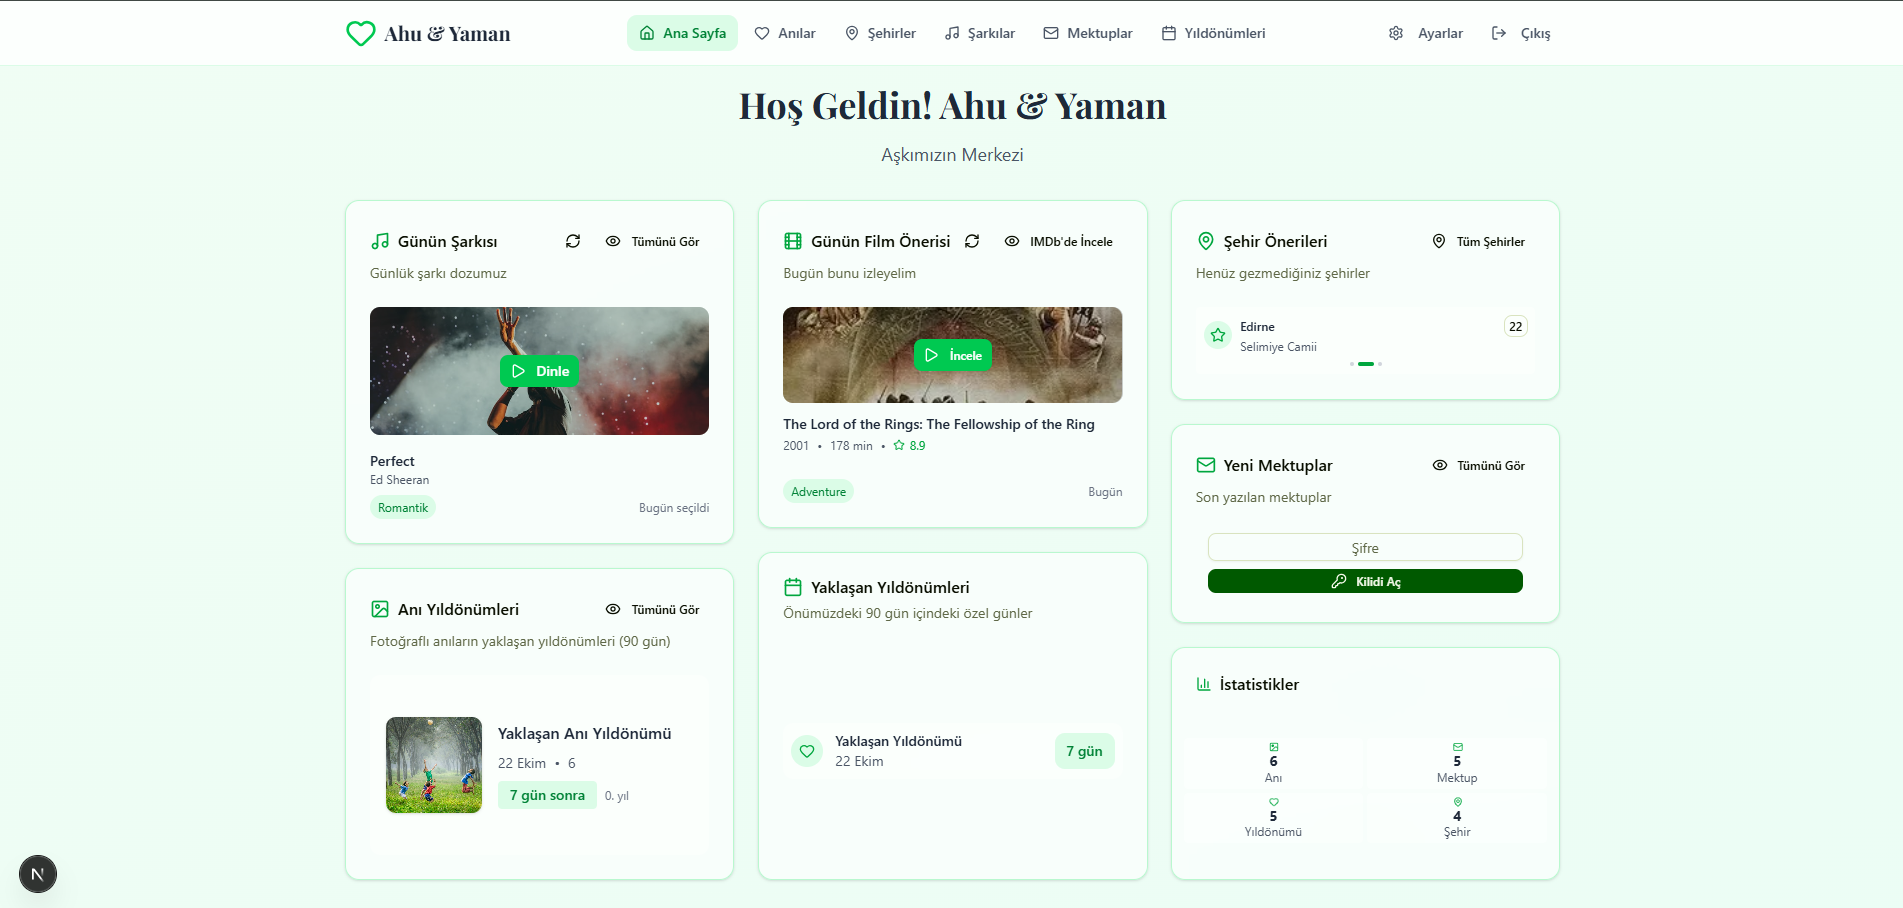 Ahu & Yaman
Ana Sayfa
Anılar
Şehirler
Şarkılar
Mektuplar
Yıldönümleri
Ayarlar
Çıkış
Hoş Geldin! Ahu & Yaman
Aşkımızın Merkezi
Günün Şarkısı
Tümünü Gör
Günlük şarkı dozumuz
Dinle
Perfect
Ed Sheeran
Romantik
Bugün seçildi
Günün Film Önerisi
IMDb'de İncele
Bugün bunu izleyelim
İncele
The Lord of the Rings: The Fellowship of the Ring
2001 • 178 min • 8.9
Adventure
Bugün
Şehir Önerileri
Tüm Şehirler
Henüz gezmediğiniz şehirler
Edirne
22
Selimiye Camii
Yeni Mektuplar
Tümünü Gör
Son yazılan mektuplar
Şifre
Kilidi Aç
Anı Yıldönümleri
Tümünü Gör
Fotoğraflı anıların yaklaşan yıldönümleri (90 gün)
Yaklaşan Anı Yıldönümü
22 Ekim • 6
7 gün sonra
0. yıl
Yaklaşan Yıldönümleri
Önümüzdeki 90 gün içindeki özel günler
Yaklaşan Yıldönümü
22 Ekim
7 gün
İstatistikler
6
Anı
5
Mektup
5
Yıldönümü
4
Şehir
N